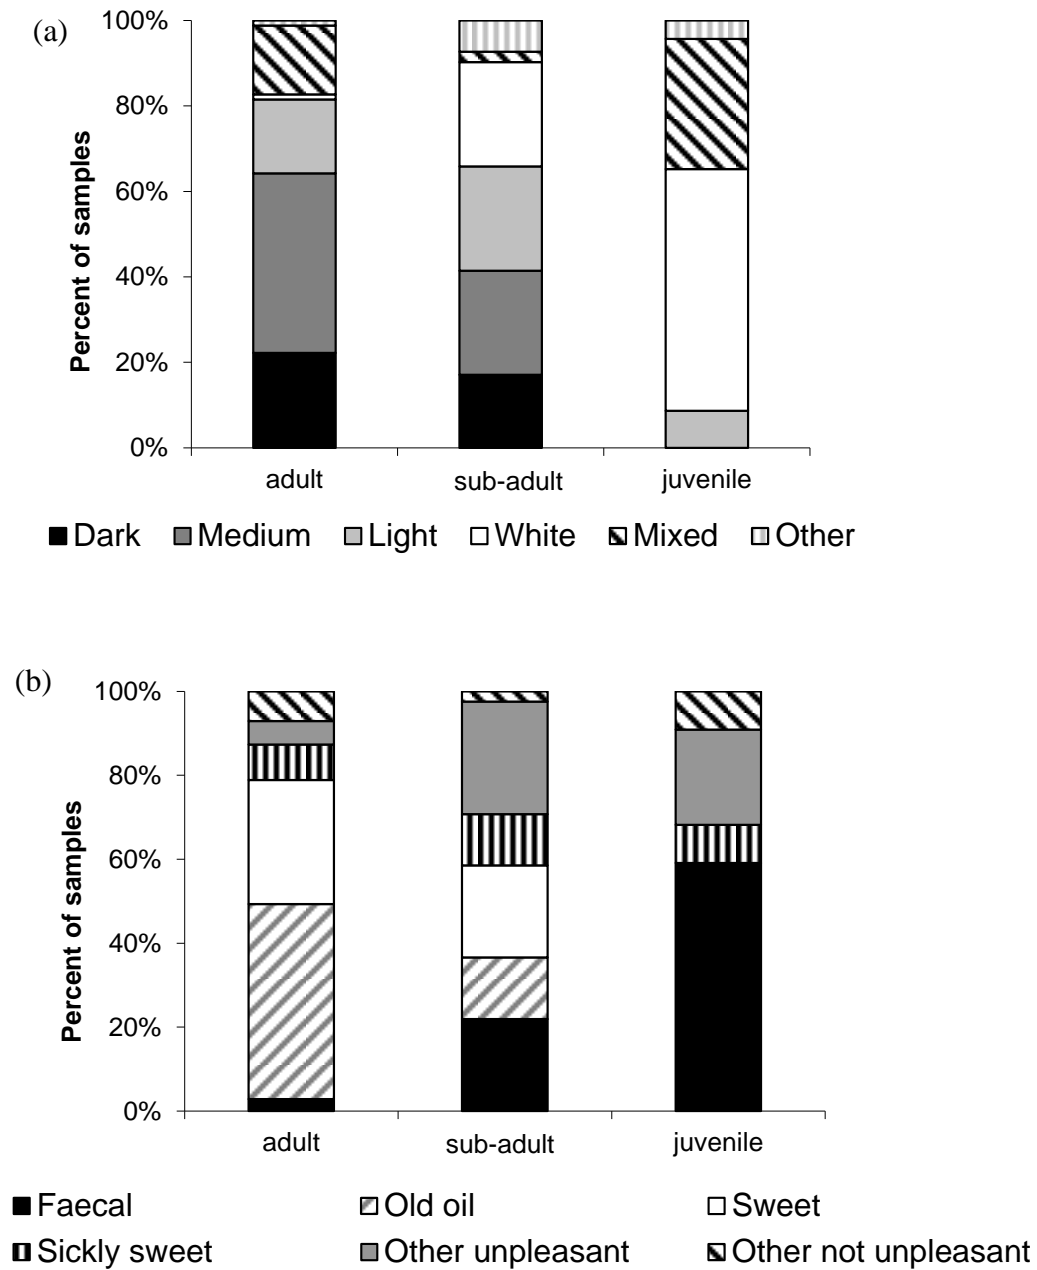 (a)
100%
80%
60%
40%
20%
0%
Percent of samples
adult sub-adult juvenile
Dark Medium Light White Mixed Other
(b)
100%
80%
60%
40%
20%
0%
Percent of samples
adult sub-adult juvenile
Faecal Old oil Sweet
Sickly sweet Other unpleasant Other not unpleasant